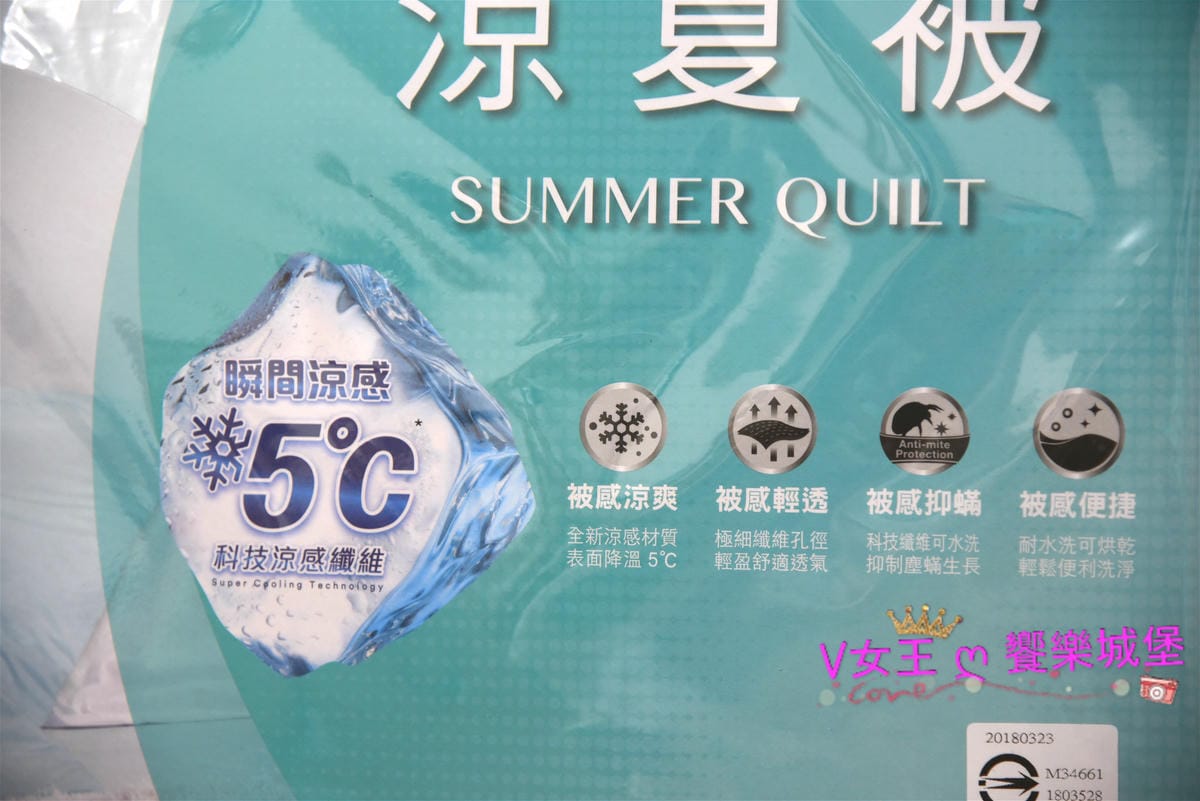 涼夏被
SUMMER QUILT
瞬間涼感
5°C*
科技涼感纖維
Super Cooling Technology
Anti-mite
Protection
被感涼爽
全新涼感材質
表面降溫 5℃
被感輕透
極細纖維孔徑
輕盈舒適透氣
被感抑蟎
科技纖維可水洗
抑制塵蟎生長
被感便捷
耐水洗可烘乾
輕鬆便利洗淨
V女王 ღ 饗樂城堡
Love
20180323
M34661
1803528